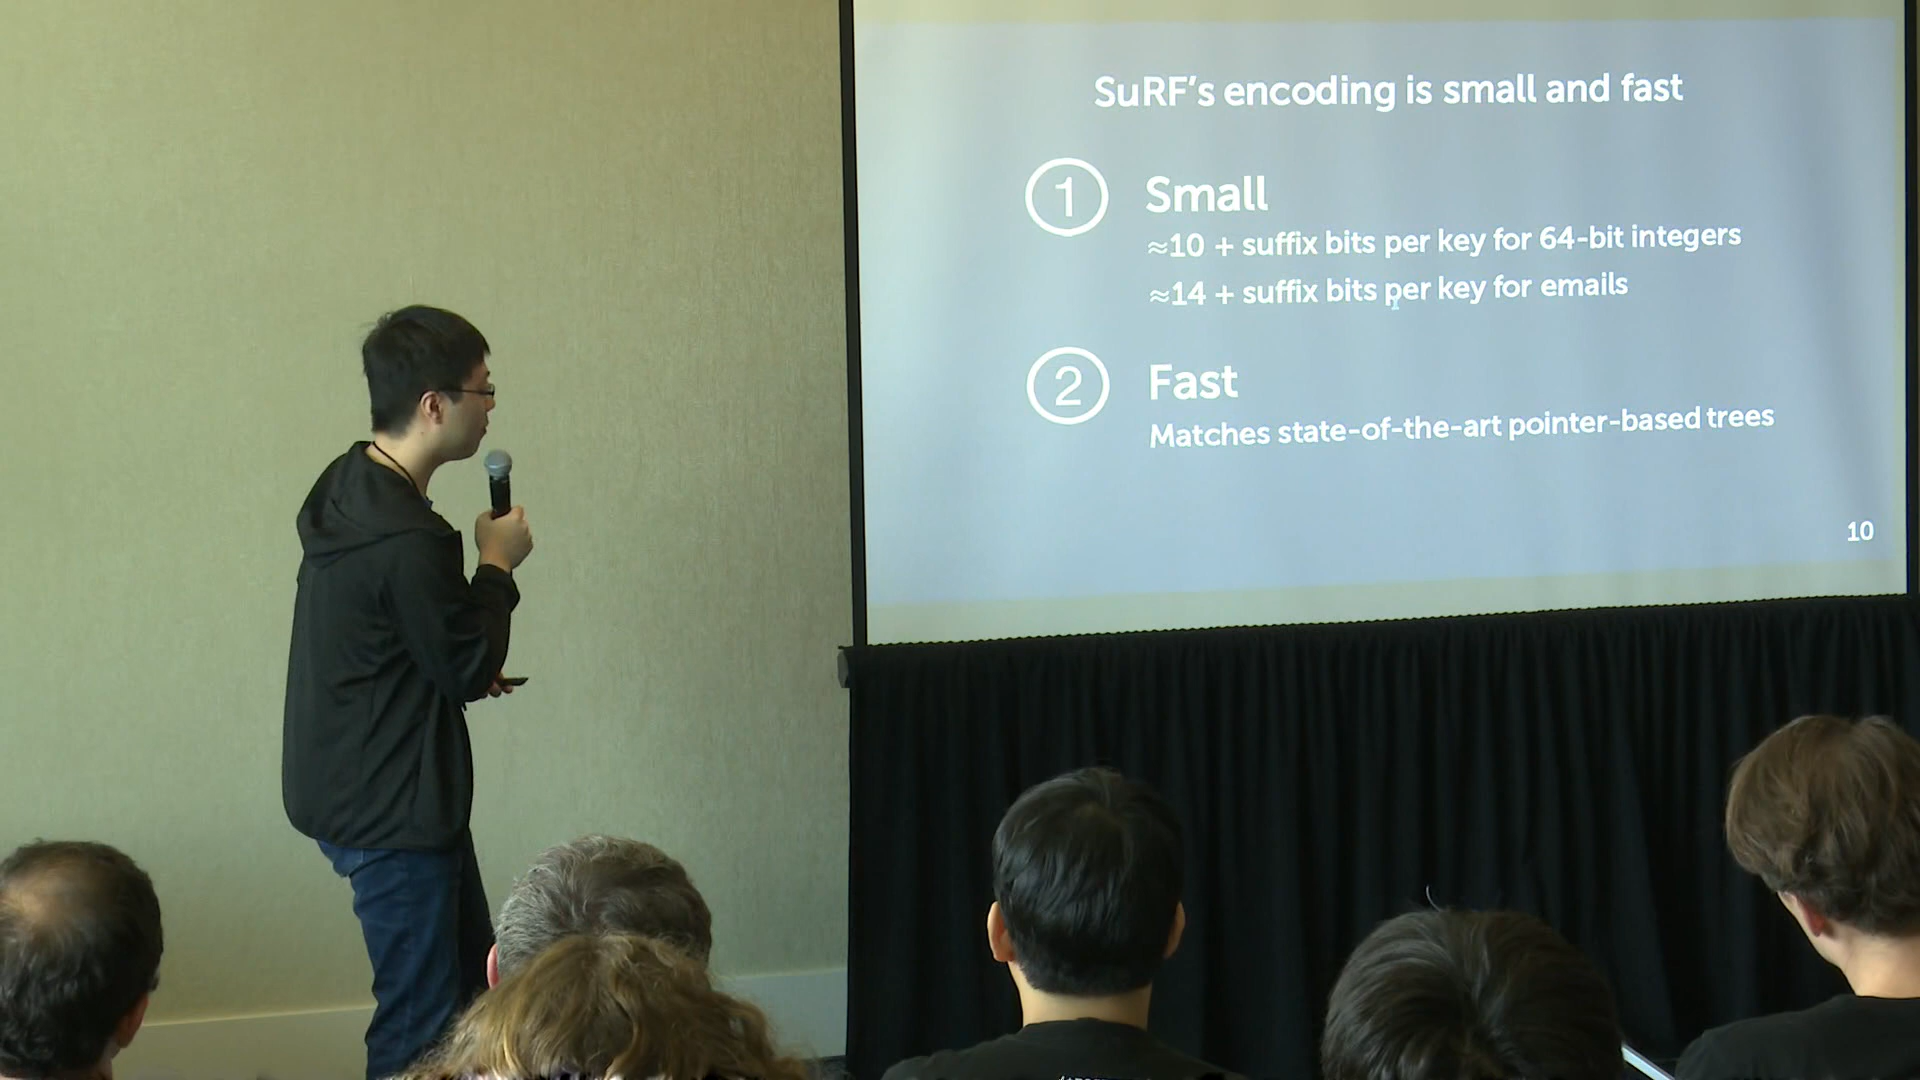 SuRF's encoding is small and fast
1 Small
≈10 + suffix bits per key for 64-bit integers
≈14 + suffix bits per key for emails
2 Fast
Matches state-of-the-art pointer-based trees
10